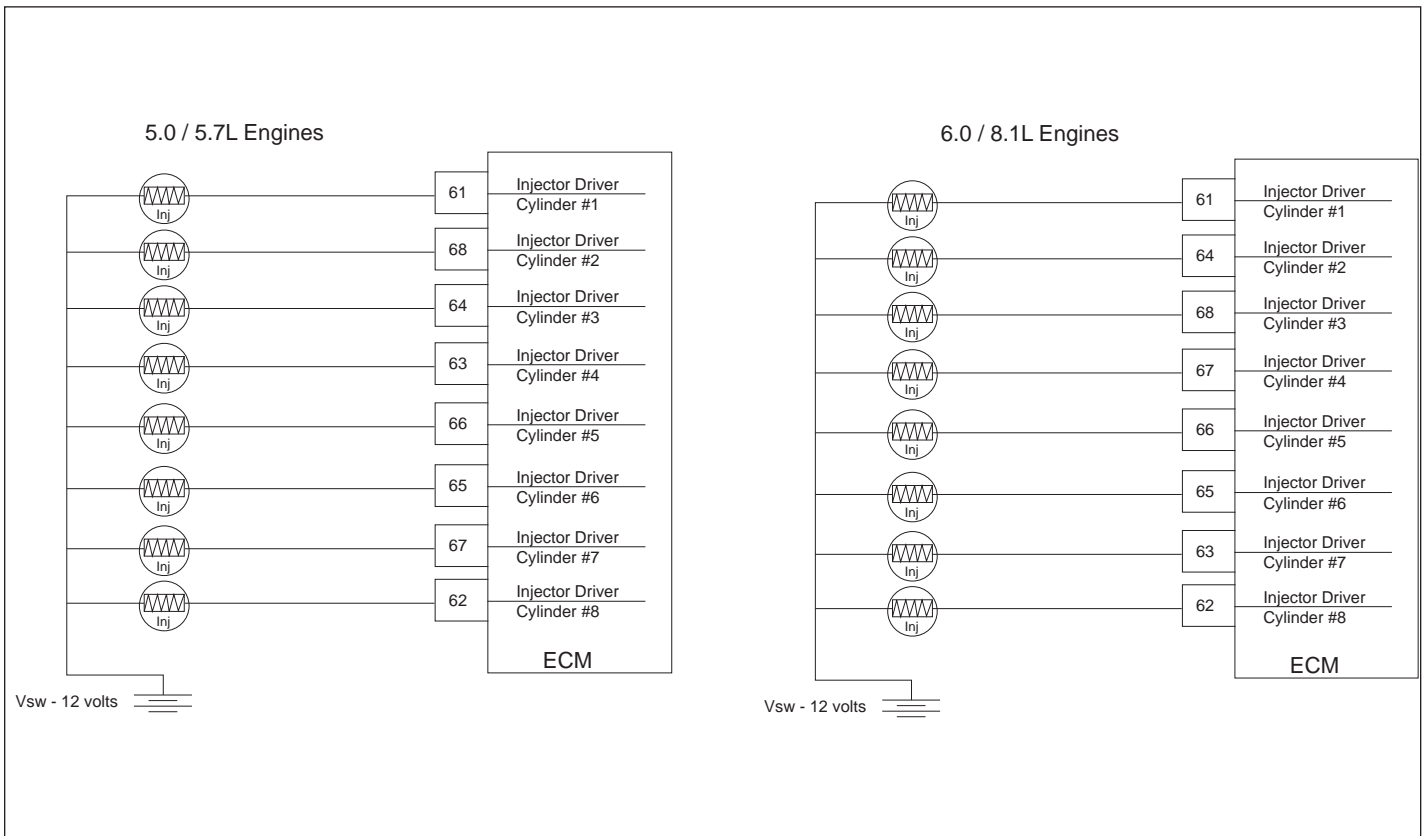 5.0 / 5.7L Engines
Inj
61
Injector Driver
Cylinder #1
Inj
68
Injector Driver
Cylinder #2
Inj
64
Injector Driver
Cylinder #3
Inj
63
Injector Driver
Cylinder #4
Inj
66
Injector Driver
Cylinder #5
Inj
65
Injector Driver
Cylinder #6
Inj
67
Injector Driver
Cylinder #7
Inj
62
Injector Driver
Cylinder #8
ECM
Vsw - 12 volts
6.0 / 8.1L Engines
Inj
61
Injector Driver
Cylinder #1
Inj
64
Injector Driver
Cylinder #2
Inj
68
Injector Driver
Cylinder #3
Inj
67
Injector Driver
Cylinder #4
Inj
66
Injector Driver
Cylinder #5
Inj
65
Injector Driver
Cylinder #6
Inj
63
Injector Driver
Cylinder #7
Inj
62
Injector Driver
Cylinder #8
ECM
Vsw - 12 volts